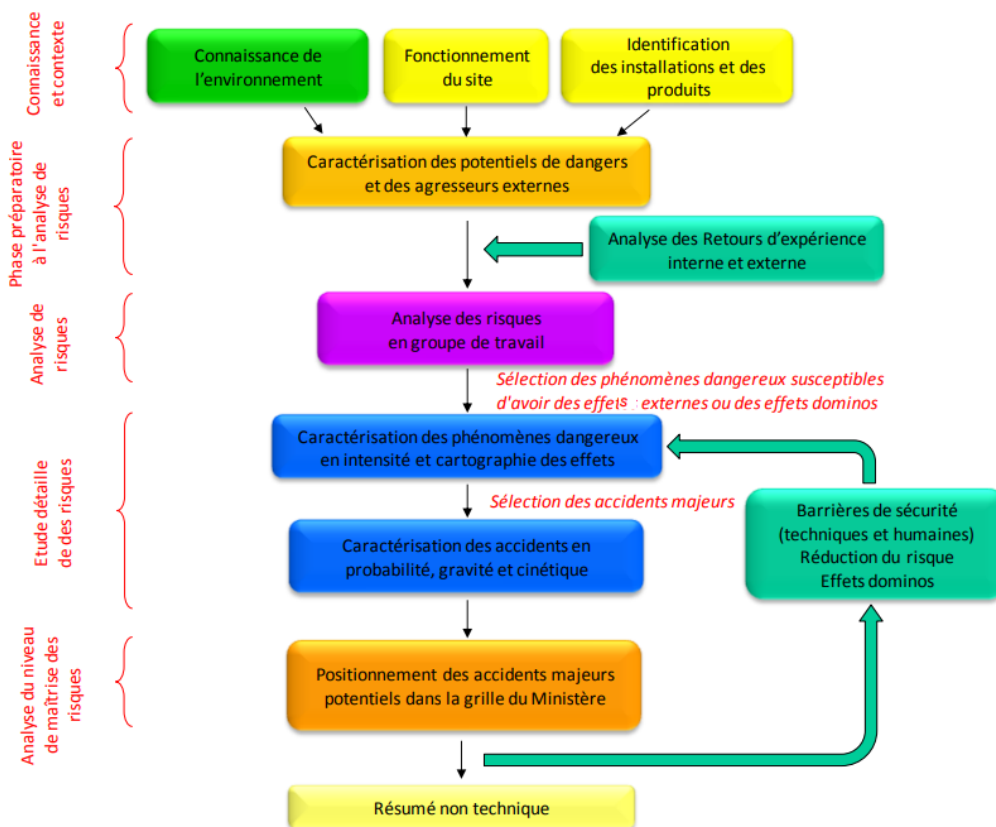 Connaissance
et contexte
Connaissance de
l'environnement
Fonctionnement
du site
Identification
des installations et des
produits
Phase préparatoire
à l'analyse de
risques
Caractérisation des potentiels de dangers
et des agresseurs externes
Analyse des Retours d'expérience
interne et externe
Analyse de
risques
Analyse des risques
en groupe de travail
Sélection des phénomènes dangereux susceptibles
d'avoir des effets : externes ou des effets dominos
Etude détaille
de des risques
Caractérisation des phénomènes dangereux
en intensité et cartographie des effets
Sélection des accidents majeurs
Caractérisation des accidents en
probabilité, gravité et cinétique
Barrières de sécurité
(techniques et humaines)
Réduction du risque
Effets dominos
Analyse du niveau
de maîtrise des
risques
Positionnement des accidents majeurs
potentiels dans la grille du Ministère
Résumé non technique